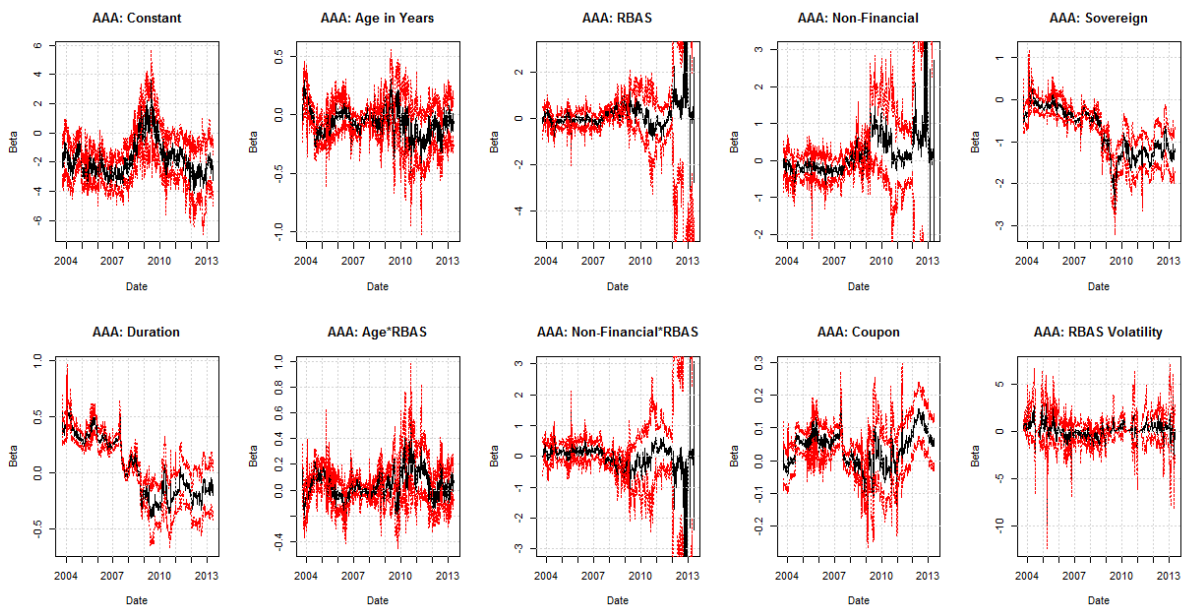 AAA: Constant
AAA: Age in Years
AAA: RBAS
AAA: Non-Financial
AAA: Sovereign
Beta
6
4
2
0
-2
-4
-6
2004 2007 2010 2013
Date
Beta
0.5
0.0
-0.5
-1.0
2004 2007 2010 2013
Date
Beta
2
0
-2
-4
2004 2007 2010 2013
Date
Beta
3
2
1
0
-1
-2
2004 2007 2010 2013
Date
Beta
1
0
-1
-2
-3
2004 2007 2010 2013
Date
AAA: Duration
AAA: Age*RBAS
AAA: Non-Financial*RBAS
AAA: Coupon
AAA: RBAS Volatility
Beta
1.0
0.5
0.0
-0.5
2004 2007 2010 2013
Date
Beta
1.0
0.8
0.6
0.4
0.2
0.0
-0.4
2004 2007 2010 2013
Date
Beta
3
2
1
0
-1
-2
-3
2004 2007 2010 2013
Date
Beta
0.3
0.2
0.1
0.0
-0.1
-0.2
2004 2007 2010 2013
Date
Beta
5
0
-5
-10
2004 2007 2010 2013
Date